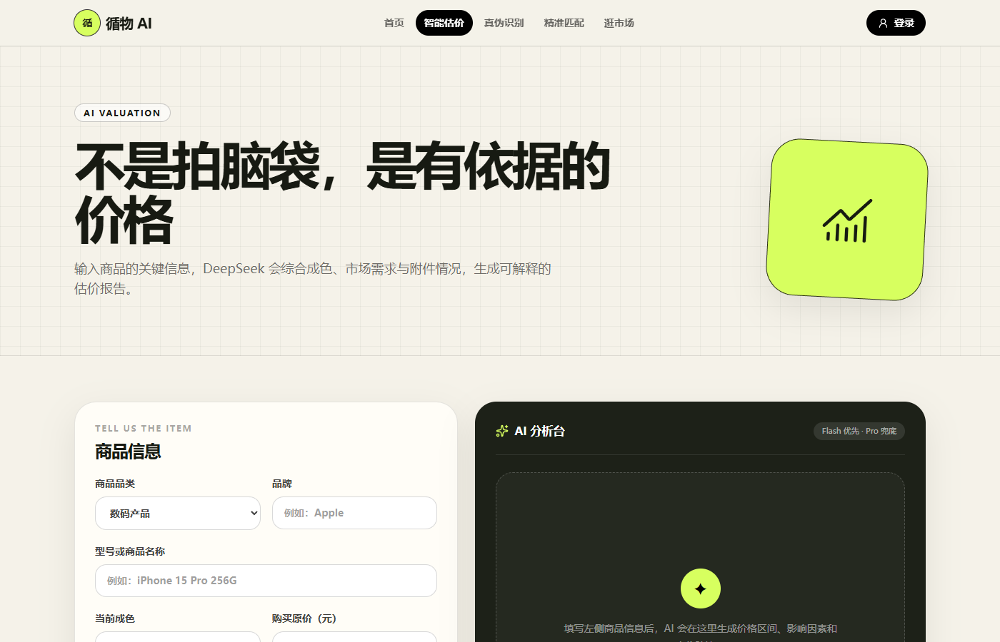 循 循物 AI
首页 智能估价 真伪识别 精准匹配 逛市场
登录
AI VALUATION
不是拍脑袋，是有依据的
价格
输入商品的关键信息，DeepSeek 会综合成色、市场需求与附件情况，生成可解释的
估价报告。
TELL US THE ITEM
商品信息
商品品类 品牌
数码产品 例如：Apple
型号或商品名称
例如：iPhone 15 Pro 256G
当前成色 购买原价（元）
AI 分析台
Flash 优先 · Pro 兜底
填写左侧商品信息后，AI 会在这里生成价格区间、影响因素和